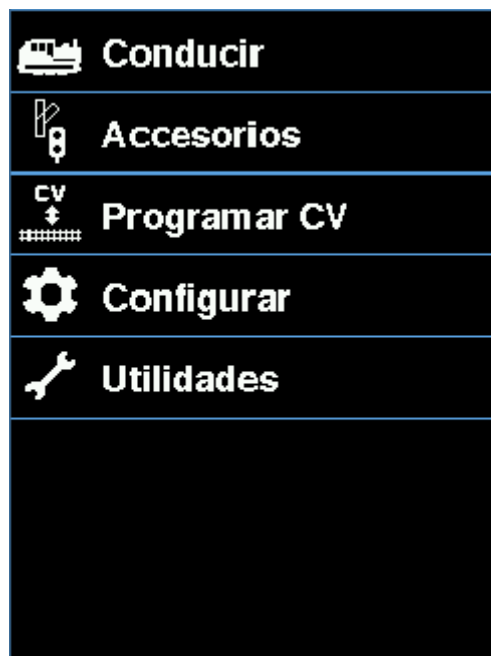 Conducir
Accesorios
CV
Programar CV
Configurar
Utilidades